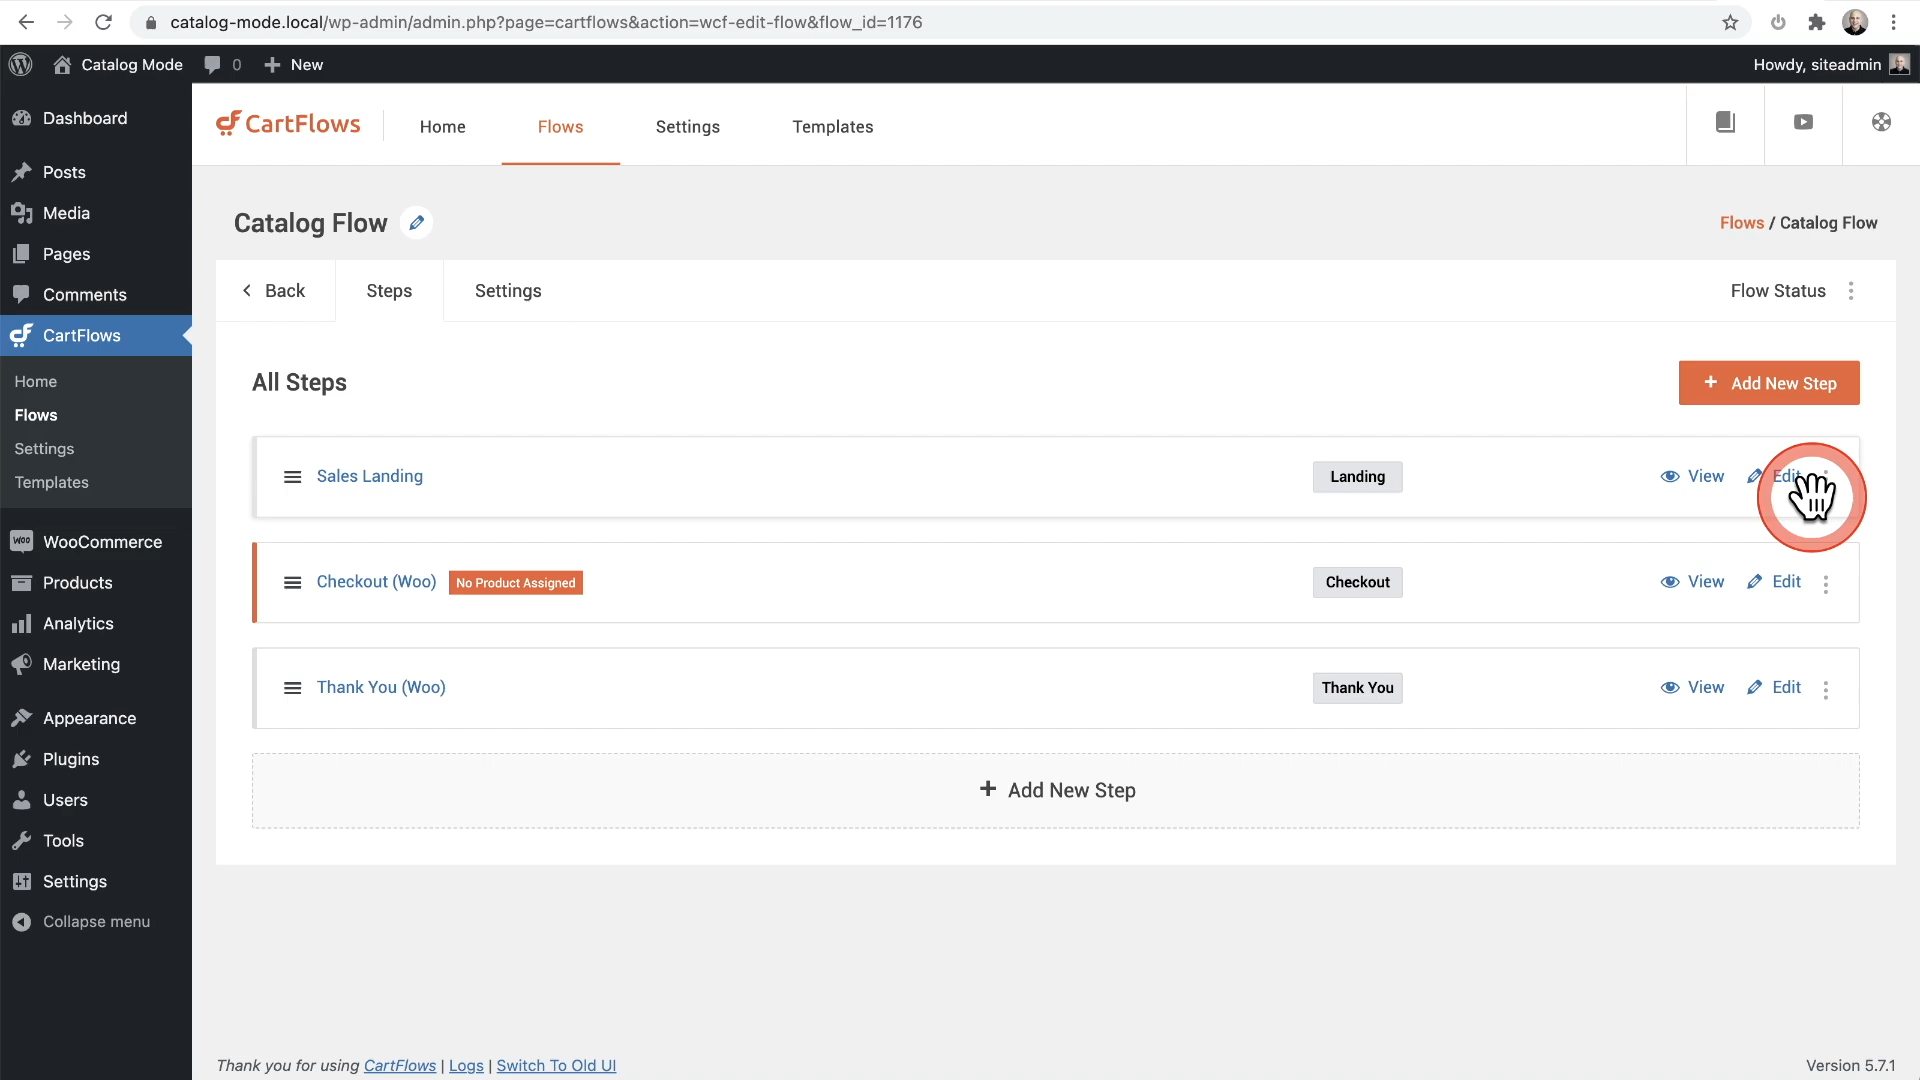 catalog-mode.local/wp-admin/admin.php?page=cartflows&action=wcf-edit-flow&flow_id=1176
Catalog Mode 0 New Howdy, siteadmin
Dashboard
Posts
Media
Pages
Comments
CartFlows
Home
Flows
Settings
Templates
WooCommerce
Products
Analytics
Marketing
Appearance
Plugins
Users
Tools
Settings
Collapse menu
CartFlows Home Flows Settings Templates
Catalog Flow Flows / Catalog Flow
Back Steps Settings Flow Status
All Steps + Add New Step
Sales Landing Landing View Edit
Checkout (Woo) No Product Assigned Checkout View Edit
Thank You (Woo) Thank You View Edit
+ Add New Step
Thank you for using CartFlows | Logs | Switch To Old UI Version 5.7.1